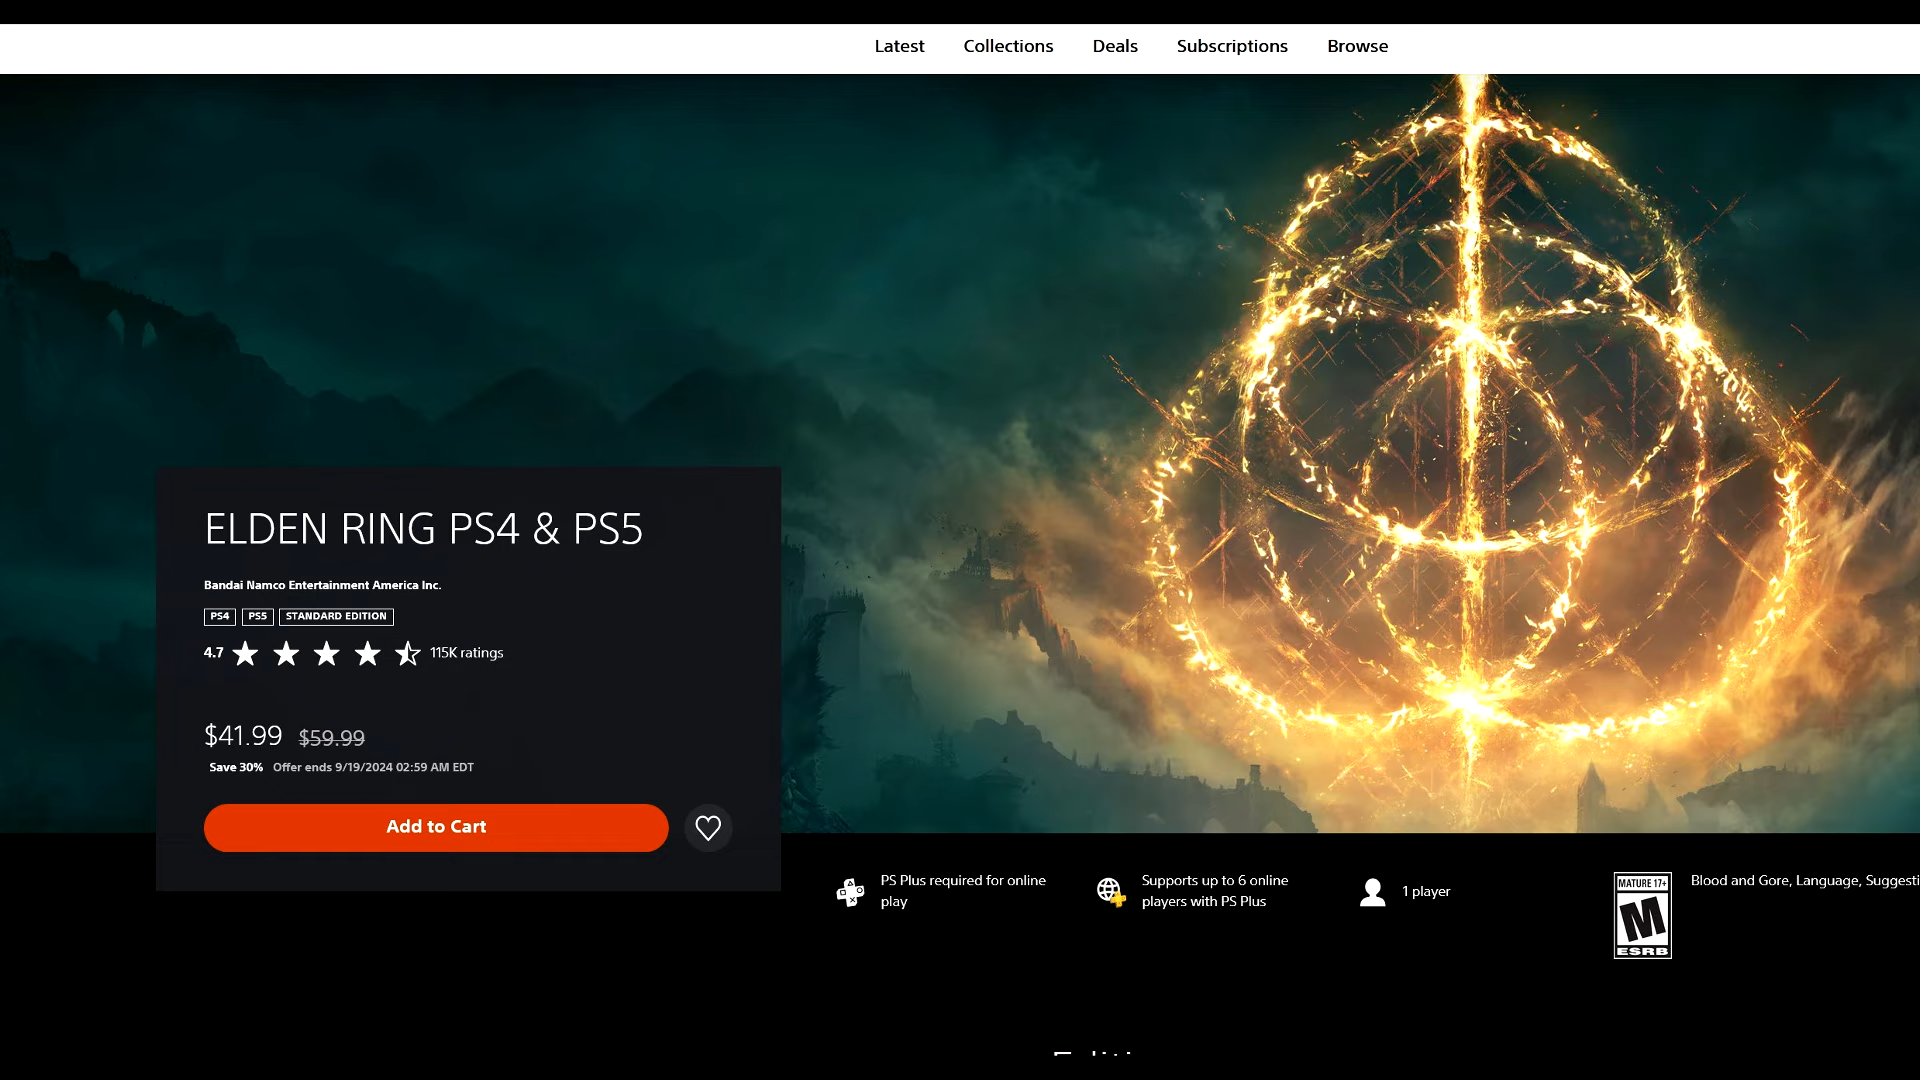 Latest Collections Deals Subscriptions Browse
ELDEN RING PS4 & PS5
Bandai Namco Entertainment America Inc.
PS4 PS5 STANDARD EDITION
4.7 115K ratings
$41.99 $59.99
Save 30% Offer ends 9/19/2024 02:59 AM EDT
Add to Cart
PS Plus required for online
play
Supports up to 6 online
players with PS Plus
1 player
MATURE 17+
M
ESRB
Blood and Gore, Language, Suggesti